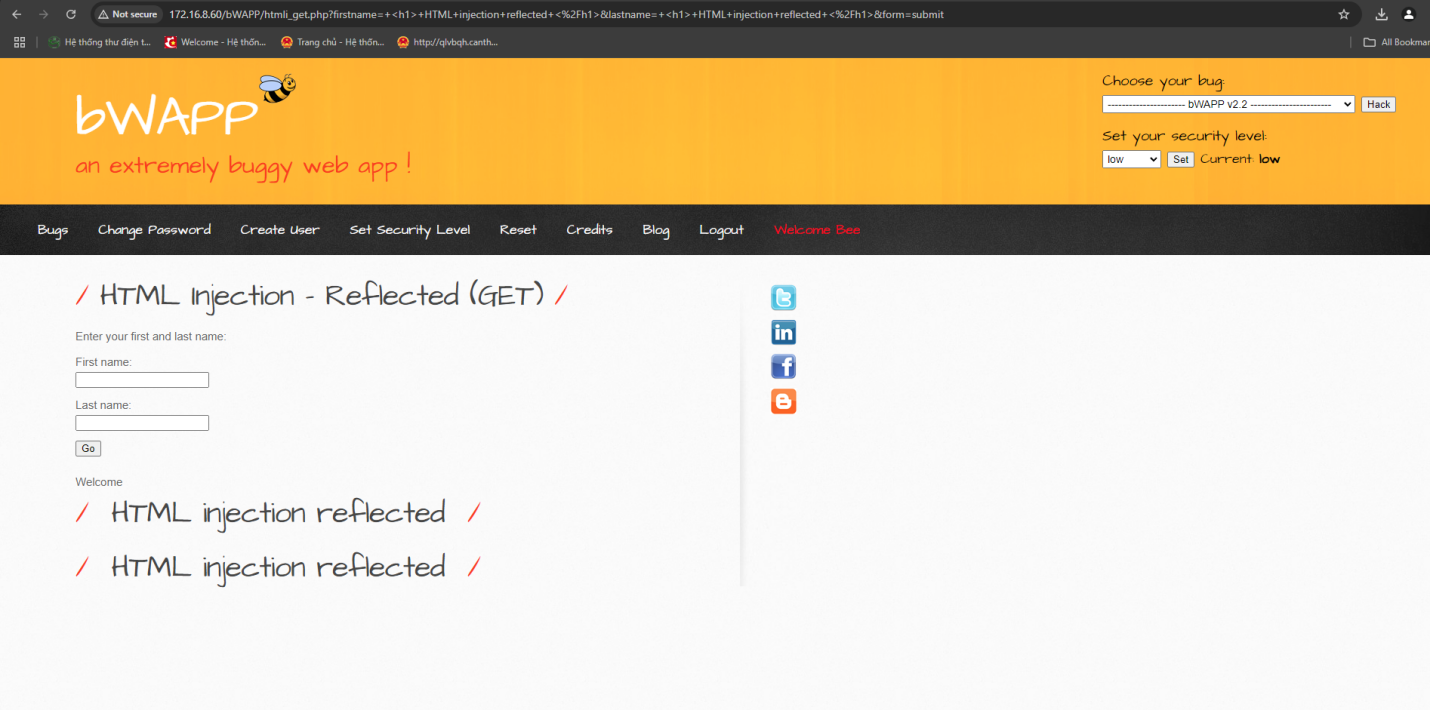 Not secure 172.16.8.60/bWAPP/htmli_get.php?firstname=+<h1>+HTML+injection+reflected+<%2Fh1>&lastname=+<h1>+HTML+injection+reflected+<%2Fh1>&form=submit
Hệ thống thư điện t... Welcome - Hệ thốn... Trang chủ - Hệ thốn... http://qlvbqh.canth... All Bookmar
bWAPP
an extremely buggy web app !
Choose your bug:
---------------------- bWAPP v2.2 ----------------------- Hack
Set your security level:
low Set Current: low
Bugs Change Password Create User Set Security Level Reset Credits Blog Logout Welcome Bee
/ HTML Injection - Reflected (GET) /
Enter your first and last name:
First name:
Last name:
Go
Welcome
/ HTML injection reflected /
/ HTML injection reflected /